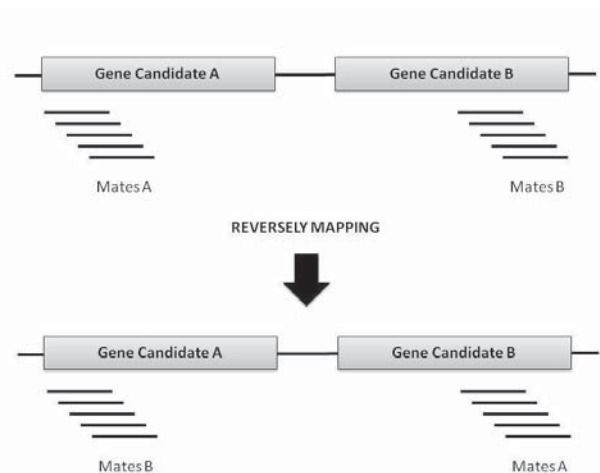 Gene Candidate A Gene Candidate B
Mates A Mates B
REVERSELY MAPPING
Gene Candidate A Gene Candidate B
Mates B Mates A